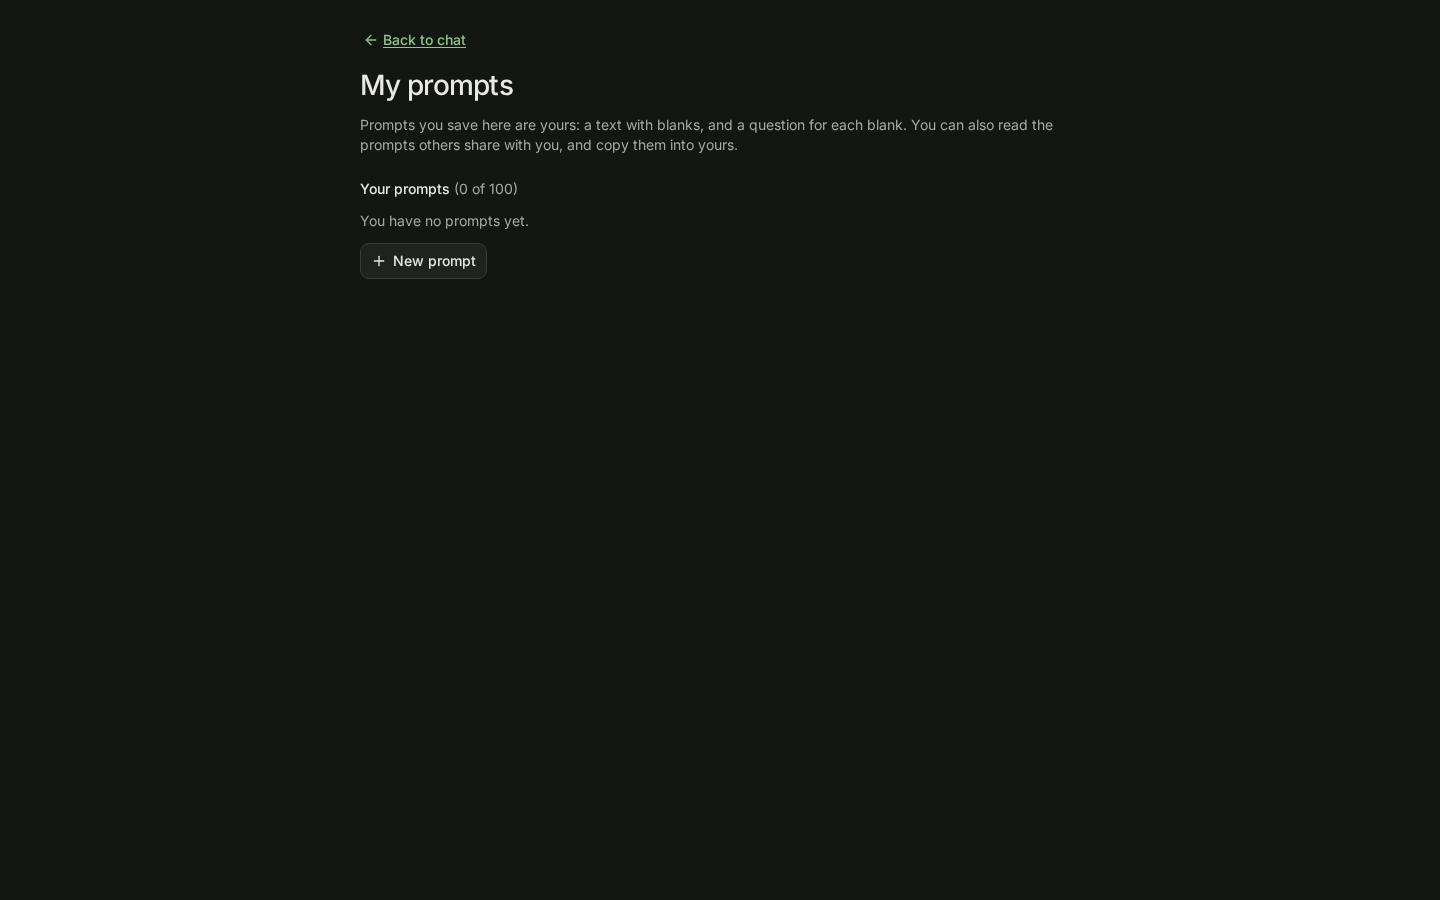 Back to chat
My prompts
Prompts you save here are yours: a text with blanks, and a question for each blank. You can also read the
prompts others share with you, and copy them into yours.
Your prompts (0 of 100)
You have no prompts yet.
New prompt